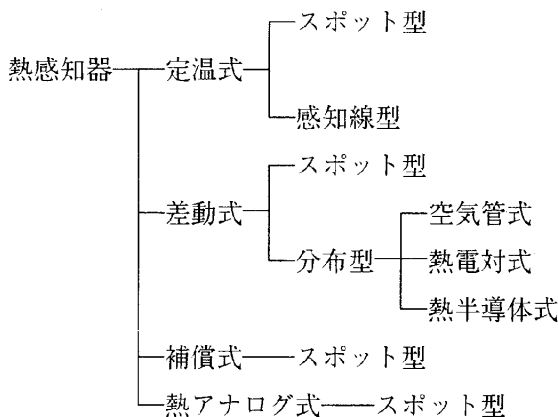 スポット型
熱感知器 定温式
感知線型
スポット型
差動式 空気管式
分布型 熱電対式
熱半導体式
補償式 スポット型
熱アナログ式 スポット型